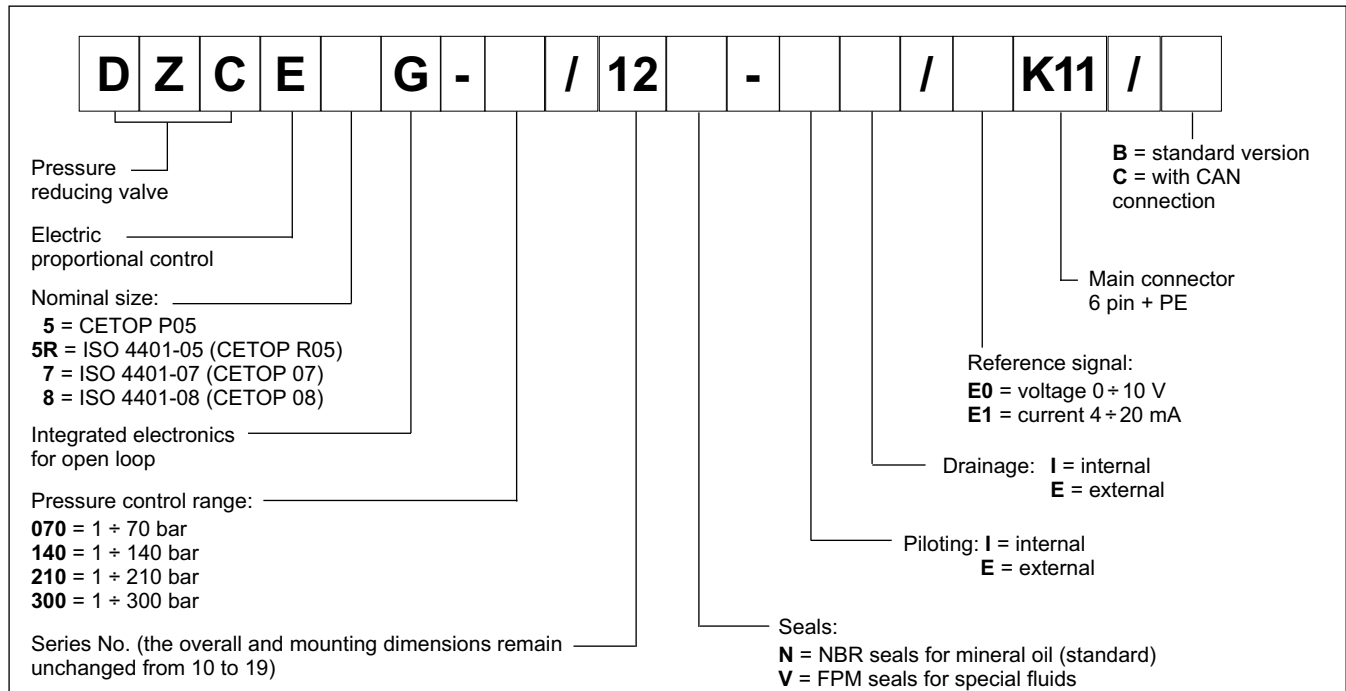 D Z C E G - / 12 - / K11 /
Pressure
reducing valve
Electric
proportional control
Nominal size:
5 = CETOP P05
5R = ISO 4401-05 (CETOP R05)
7 = ISO 4401-07 (CETOP 07)
8 = ISO 4401-08 (CETOP 08)
Integrated electronics
for open loop
Pressure control range:
070 = 1 ÷ 70 bar
140 = 1 ÷ 140 bar
210 = 1 ÷ 210 bar
300 = 1 ÷ 300 bar
Series No. (the overall and mounting dimensions remain
unchanged from 10 to 19)
B = standard version
C = with CAN
connection
Main connector
6 pin + PE
Reference signal:
E0 = voltage 0 ÷ 10 V
E1 = current 4 ÷ 20 mA
Drainage: I = internal
E = external
Piloting: I = internal
E = external
Seals:
N = NBR seals for mineral oil (standard)
V = FPM seals for special fluids